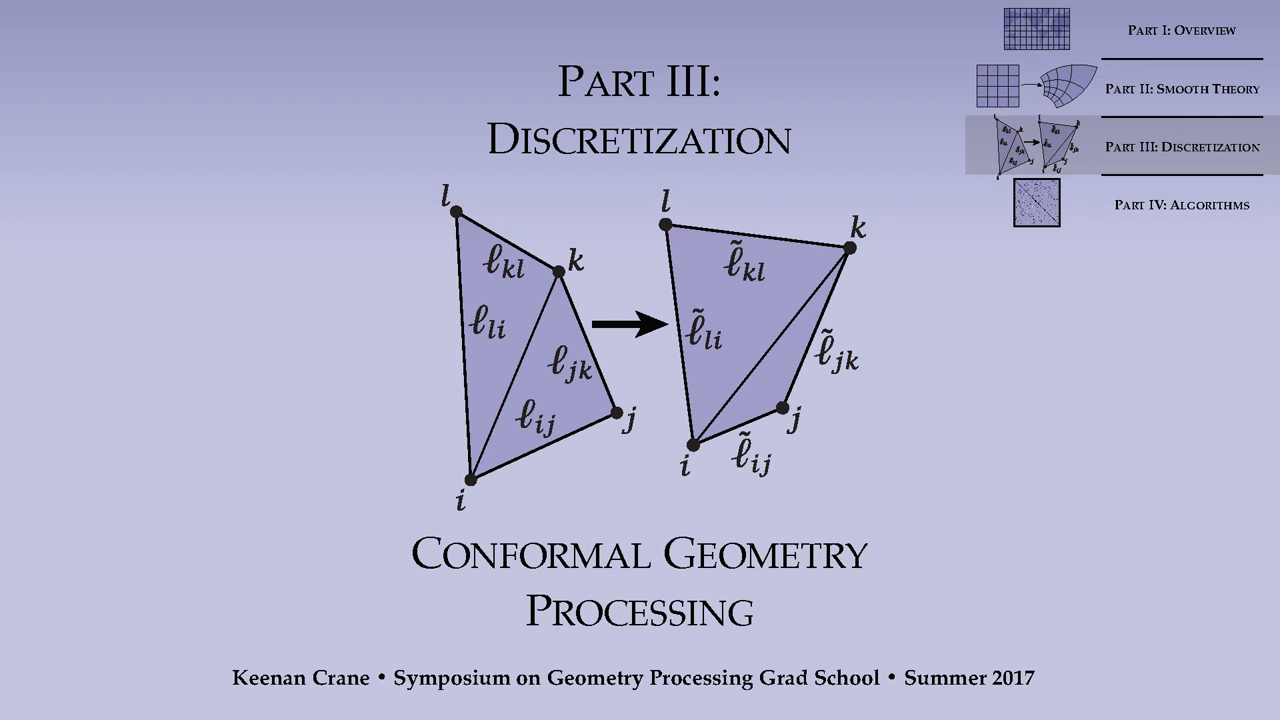 PART III:
DISCRETIZATION
l
ℓkl
k
ℓli
ℓjk
ℓij
j
i
l
k
ℓ̃kl
ℓ̃li
ℓ̃jk
j
ℓ̃ij
i
CONFORMAL GEOMETRY
PROCESSING
Keenan Crane • Symposium on Geometry Processing Grad School • Summer 2017
PART I: OVERVIEW
PART II: SMOOTH THEORY
PART III: DISCRETIZATION
PART IV: ALGORITHMS